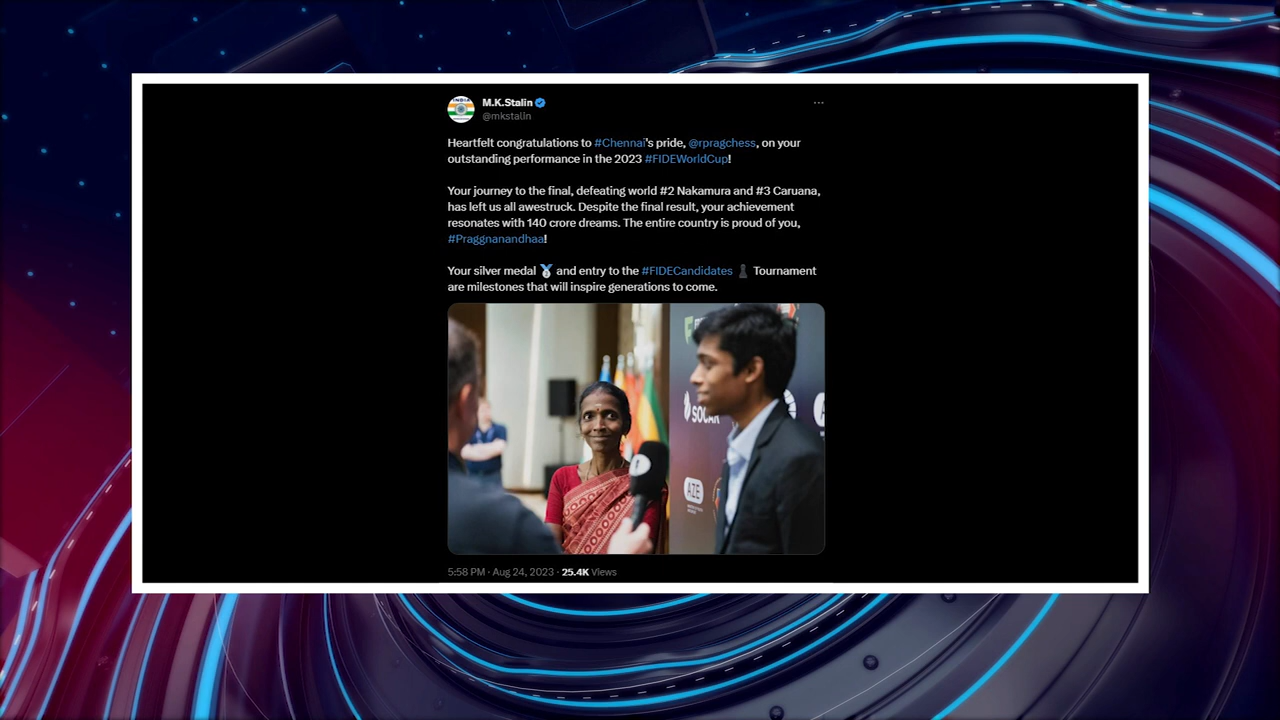 M.K.Stalin
@mkstalin
Heartfelt congratulations to #Chennai's pride, @rpragchess, on your
outstanding performance in the 2023 #FIDEWorldCup!
Your journey to the final, defeating world #2 Nakamura and #3 Caruana,
has left us all awestruck. Despite the final result, your achievement
resonates with 140 crore dreams. The entire country is proud of you,
#Praggnanandhaa!
Your silver medal 🥈 and entry to the #FIDECandidates ♟️ Tournament
are milestones that will inspire generations to come.
SOCAR
AZE
5:58 PM · Aug 24, 2023 · 25.4K Views